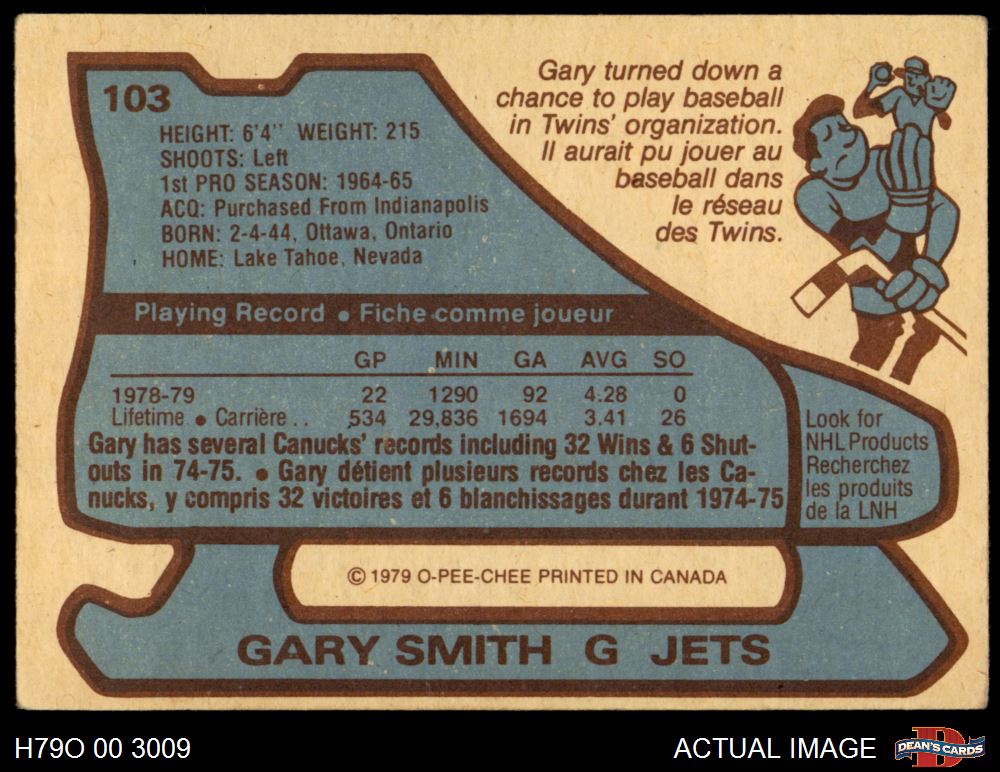 103
HEIGHT: 6'4" WEIGHT: 215
SHOOTS: Left
1st PRO SEASON: 1964-65
ACQ: Purchased From Indianapolis
BORN: 2-4-44, Ottawa, Ontario
HOME: Lake Tahoe, Nevada
Gary turned down a
chance to play baseball
in Twins' organization.
Il aurait pu jouer au
baseball dans
le réseau
des Twins.
Playing Record • Fiche comme joueur
GP MIN GA AVG SO
1978-79 22 1290 92 4.28 0
Lifetime • Carrière . . 534 29,836 1694 3.41 26
Gary has several Canucks' records including 32 Wins & 6 Shut-
outs in 74-75. • Gary détient plusieurs records chez les Ca-
nucks, y compris 32 victoires et 6 blanchissages durant 1974-75
Look for
NHL Products
Recherchez
les produits
de la LNH
© 1979 O-PEE-CHEE PRINTED IN CANADA
GARY SMITH G JETS
H79O 00 3009
ACTUAL IMAGE
D
DEAN'S CARDS